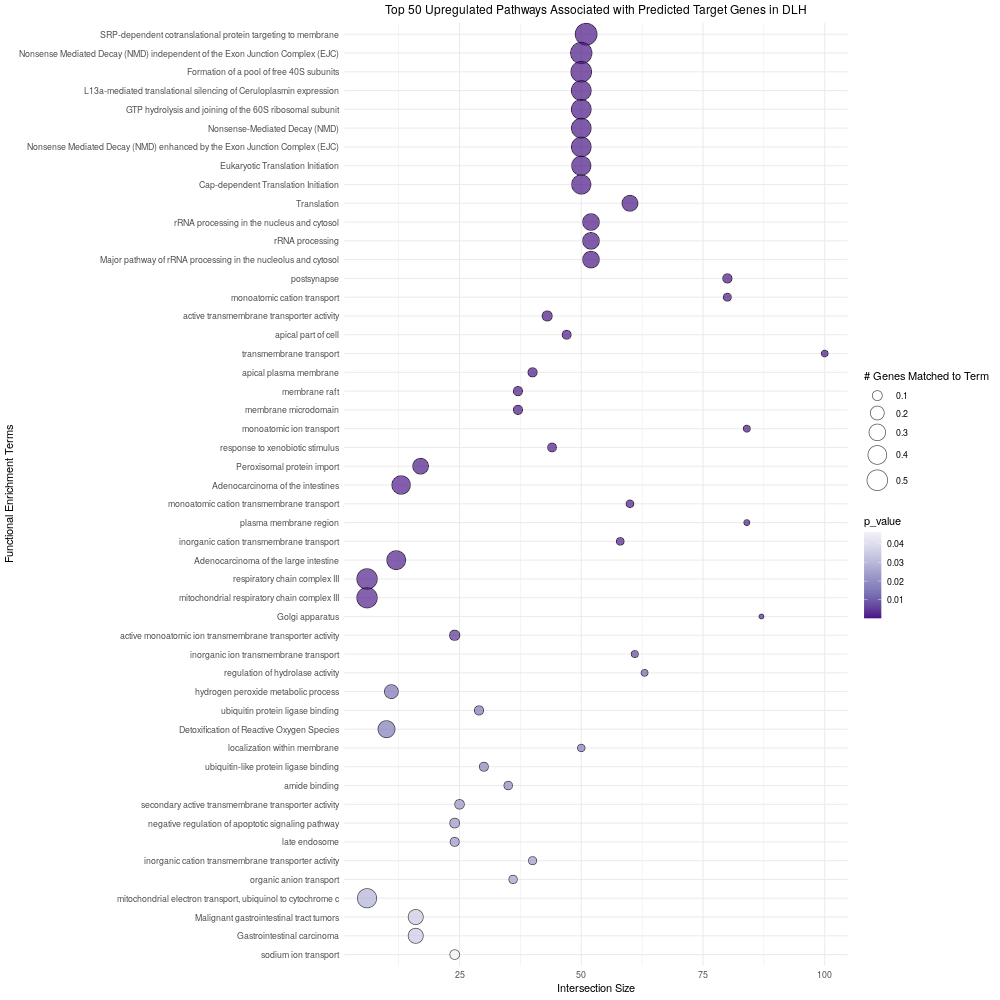 Top 50 Upregulated Pathways Associated with Predicted Target Genes in DLH
SRP-dependent cotranslational protein targeting to membrane
Nonsense Mediated Decay (NMD) independent of the Exon Junction Complex (EJC)
Formation of a pool of free 40S subunits
L13a-mediated translational silencing of Ceruloplasmin expression
GTP hydrolysis and joining of the 60S ribosomal subunit
Nonsense-Mediated Decay (NMD)
Nonsense Mediated Decay (NMD) enhanced by the Exon Junction Complex (EJC)
Eukaryotic Translation Initiation
Cap-dependent Translation Initiation
Translation
rRNA processing in the nucleus and cytosol
rRNA processing
Major pathway of rRNA processing in the nucleolus and cytosol
postsynapse
monoatomic cation transport
active transmembrane transporter activity
apical part of cell
transmembrane transport
apical plasma membrane
membrane raft
membrane microdomain
monoatomic ion transport
response to xenobiotic stimulus
Peroxisomal protein import
Adenocarcinoma of the intestines
monoatomic cation transmembrane transport
plasma membrane region
inorganic cation transmembrane transport
Adenocarcinoma of the large intestine
respiratory chain complex III
mitochondrial respiratory chain complex III
Golgi apparatus
active monoatomic ion transmembrane transporter activity
inorganic ion transmembrane transport
regulation of hydrolase activity
hydrogen peroxide metabolic process
ubiquitin protein ligase binding
Detoxification of Reactive Oxygen Species
localization within membrane
ubiquitin-like protein ligase binding
amide binding
secondary active transmembrane transporter activity
negative regulation of apoptotic signaling pathway
late endosome
inorganic cation transmembrane transporter activity
organic anion transport
mitochondrial electron transport, ubiquinol to cytochrome c
Malignant gastrointestinal tract tumors
Gastrointestinal carcinoma
sodium ion transport
Functional Enrichment Terms
25 50 75 100
Intersection Size
# Genes Matched to Term
0.1
0.2
0.3
0.4
0.5
p_value
0.04
0.03
0.02
0.01